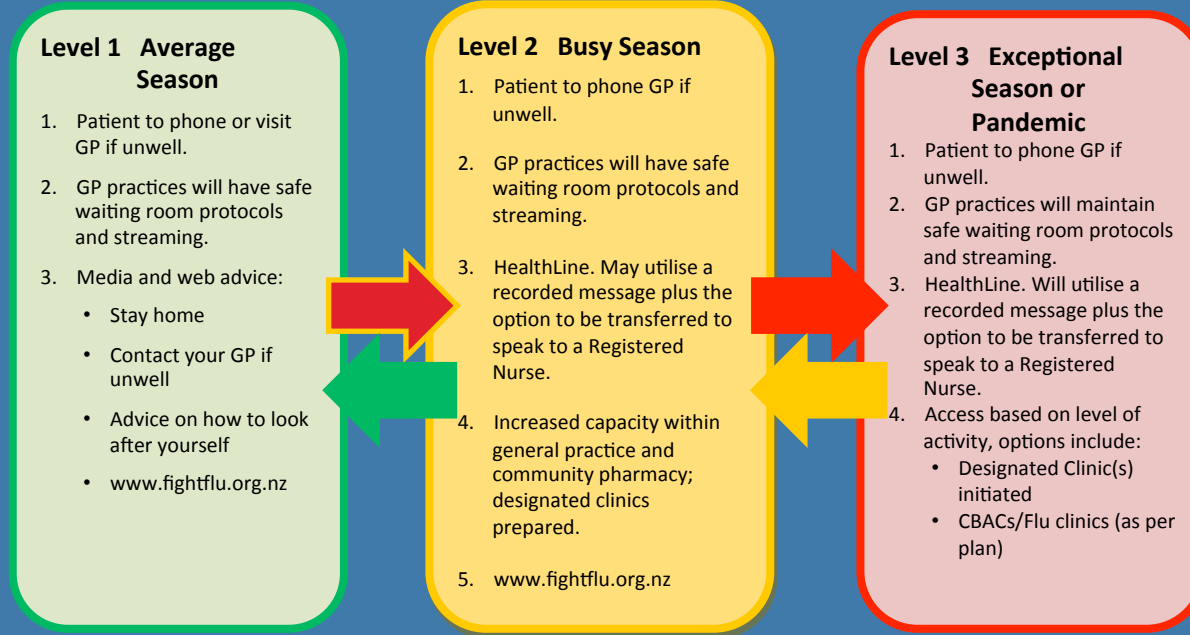 Level 1 Average
Season
1. Patient to phone or visit
GP if unwell.
2. GP practices will have safe
waiting room protocols
and streaming.
3. Media and web advice:
• Stay home
• Contact your GP if
unwell
• Advice on how to look
after yourself
• www.fightflu.org.nz
Level 2 Busy Season
1. Patient to phone GP if
unwell.
2. GP practices will have safe
waiting room protocols and
streaming.
3. HealthLine. May utilise a
recorded message plus the
option to be transferred to
speak to a Registered
Nurse.
4. Increased capacity within
general practice and
community pharmacy;
designated clinics
prepared.
5. www.fightflu.org.nz
Level 3 Exceptional
Season or
Pandemic
1. Patient to phone GP if
unwell.
2. GP practices will maintain
safe waiting room protocols
and streaming.
3. HealthLine. Will utilise a
recorded message plus the
option to be transferred to
speak to a Registered
Nurse.
4. Access based on level of
activity, options include:
• Designated Clinic(s)
initiated
• CBACs/Flu clinics (as per
plan)